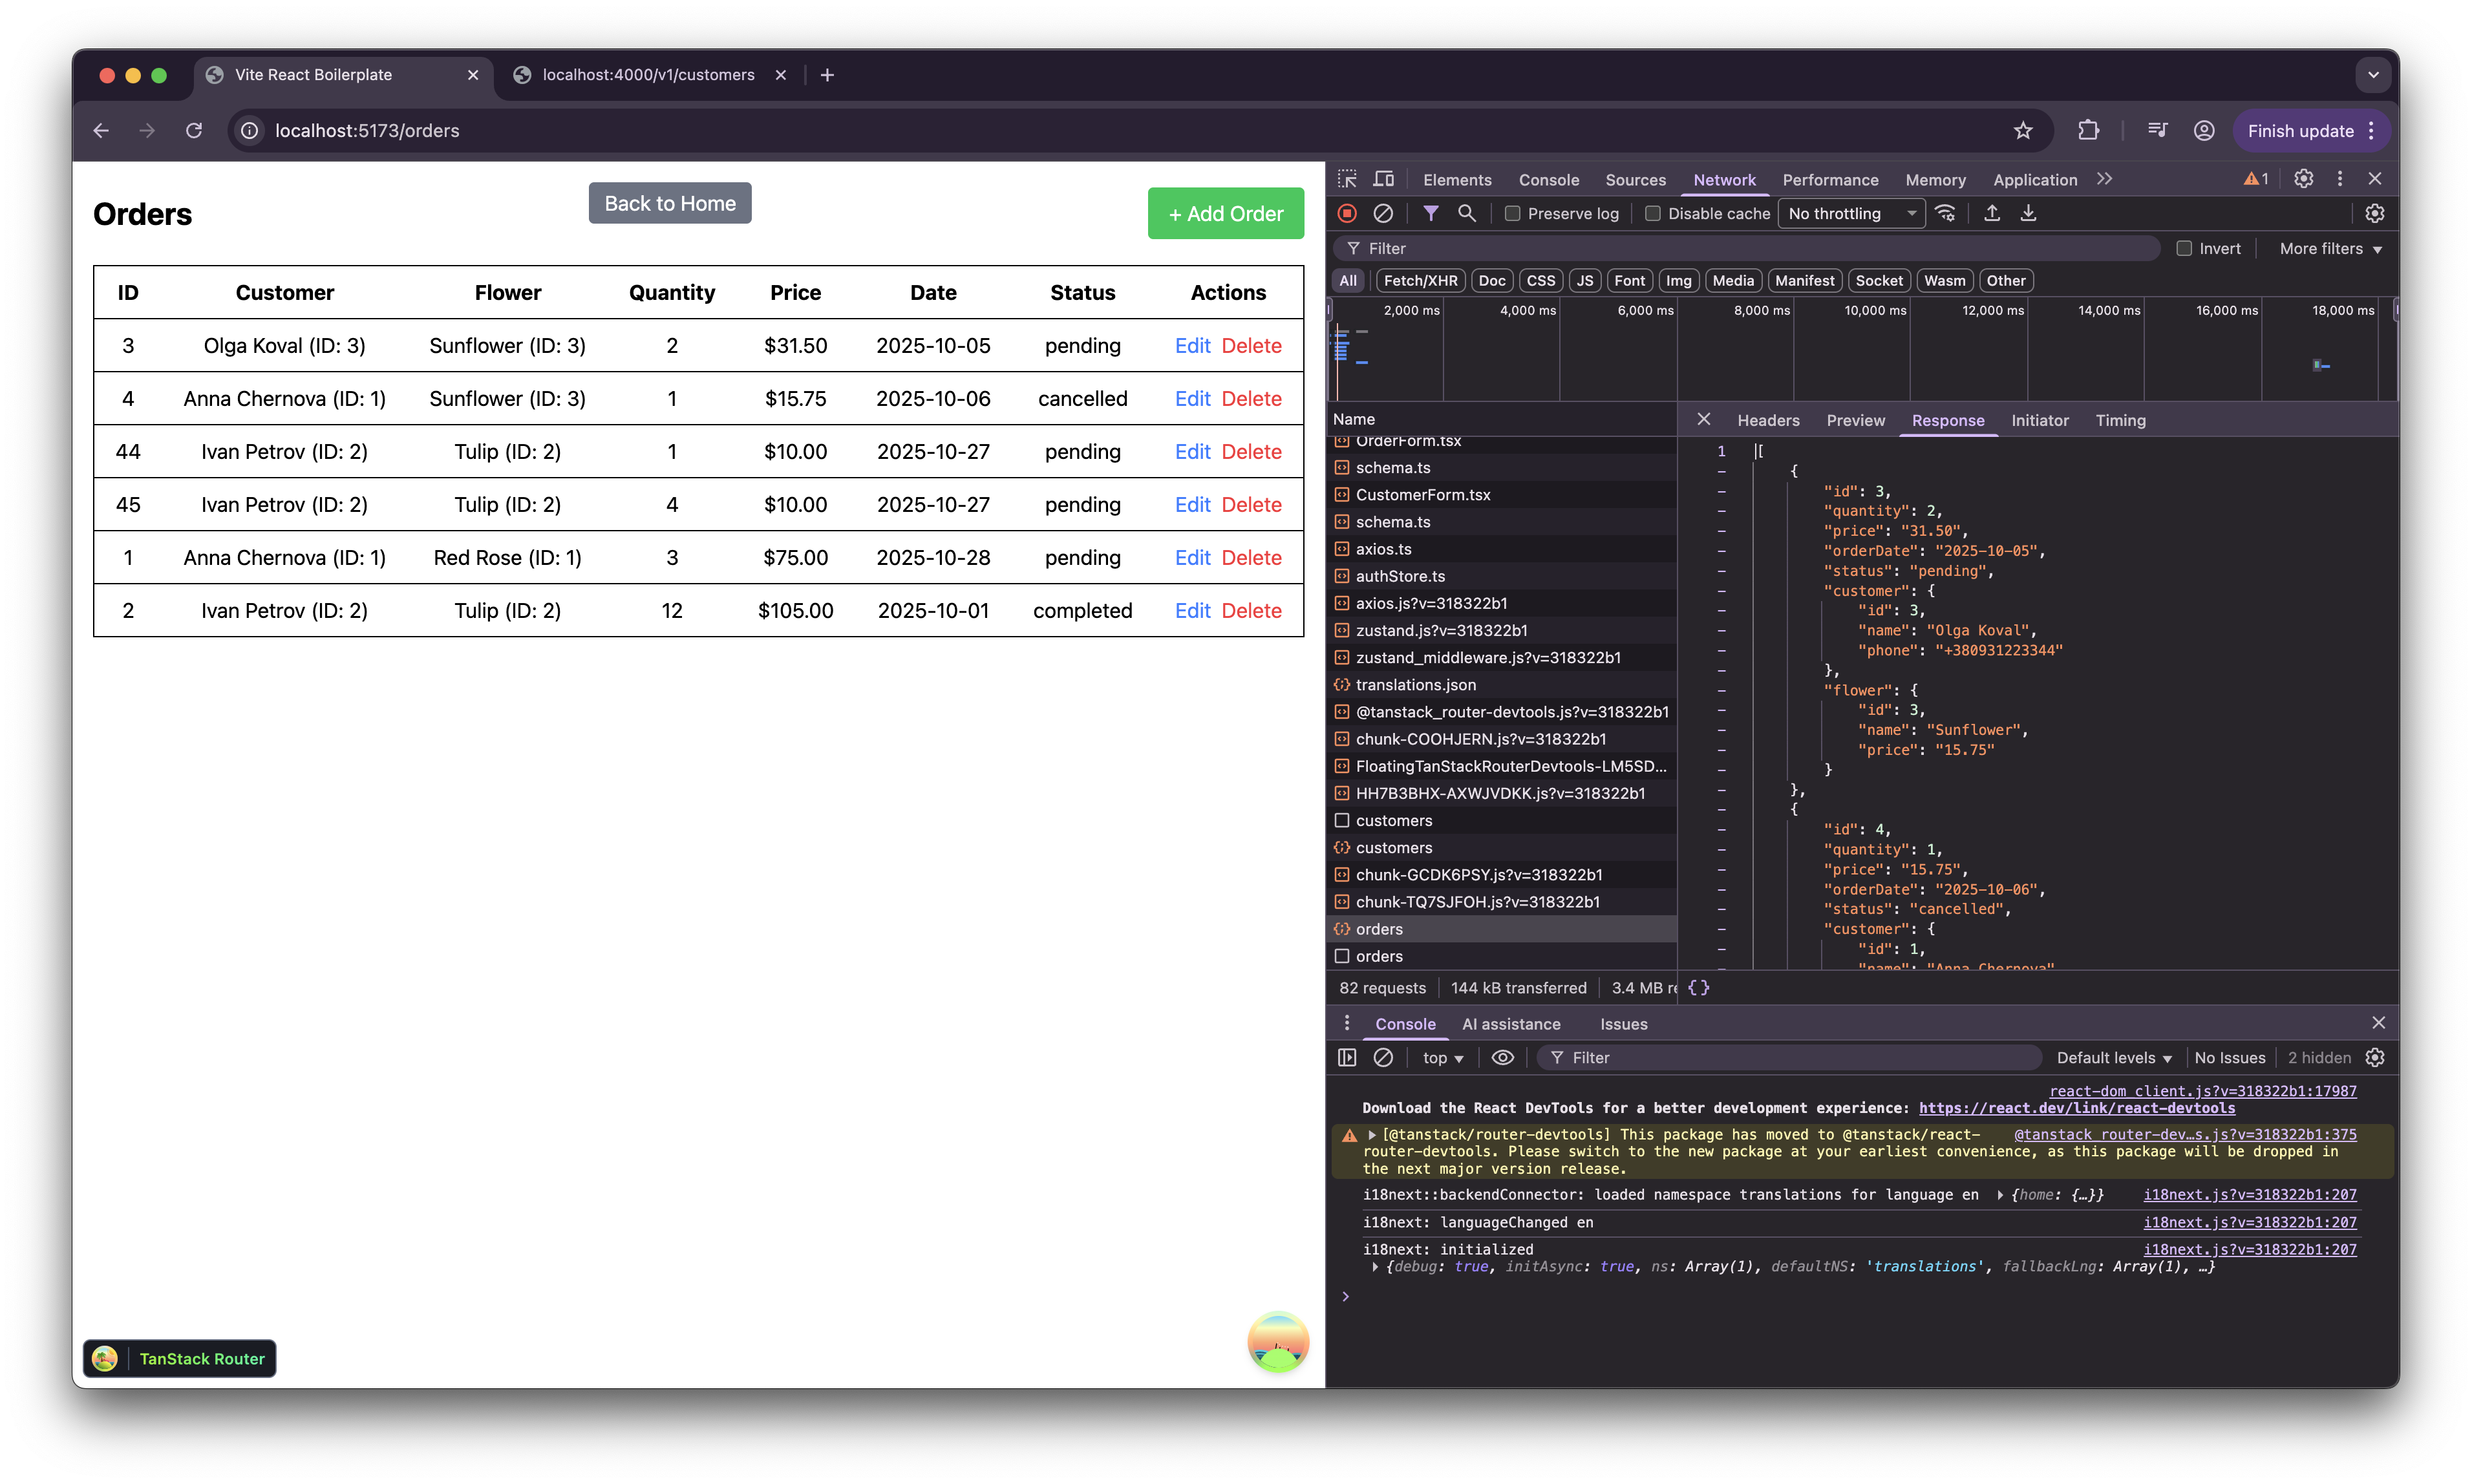 Vite React Boilerplate
localhost:4000/v1/customers
localhost:5173/orders
Finish update
Orders
Back to Home
+ Add Order
ID Customer Flower Quantity Price Date Status Actions
3 Olga Koval (ID: 3) Sunflower (ID: 3) 2 $31.50 2025-10-05 pending Edit Delete
4 Anna Chernova (ID: 1) Sunflower (ID: 3) 1 $15.75 2025-10-06 cancelled Edit Delete
44 Ivan Petrov (ID: 2) Tulip (ID: 2) 1 $10.00 2025-10-27 pending Edit Delete
45 Ivan Petrov (ID: 2) Tulip (ID: 2) 4 $10.00 2025-10-27 pending Edit Delete
1 Anna Chernova (ID: 1) Red Rose (ID: 1) 3 $75.00 2025-10-28 pending Edit Delete
2 Ivan Petrov (ID: 2) Tulip (ID: 2) 12 $105.00 2025-10-01 completed Edit Delete
TanStack Router
Elements Console Sources Network Performance Memory Application 1
Preserve log Disable cache No throttling
Filter Invert More filters
All Fetch/XHR Doc CSS JS Font Img Media Manifest Socket Wasm Other
2,000 ms 4,000 ms 6,000 ms 8,000 ms 10,000 ms 12,000 ms 14,000 ms 16,000 ms 18,000 ms
Name
OrderForm.tsx
schema.ts
CustomerForm.tsx
schema.ts
axios.ts
authStore.ts
axios.js?v=318322b1
zustand.js?v=318322b1
zustand_middleware.js?v=318322b1
translations.json
@tanstack_router-devtools.js?v=318322b1
chunk-COOHJERN.js?v=318322b1
FloatingTanStackRouterDevtools-LM5SD...
HH7B3BHX-AXWJVDKK.js?v=318322b1
customers
customers
chunk-GCDK6PSY.js?v=318322b1
chunk-TQ7SJFOH.js?v=318322b1
orders
orders
82 requests 144 kB transferred 3.4 MB re
Headers Preview Response Initiator Timing
1 [
{
"id": 3,
"quantity": 2,
"price": "31.50",
"orderDate": "2025-10-05",
"status": "pending",
"customer": {
"id": 3,
"name": "Olga Koval",
"phone": "+380931223344"
},
"flower": {
"id": 3,
"name": "Sunflower",
"price": "15.75"
}
},
{
"id": 4,
"quantity": 1,
"price": "15.75",
"orderDate": "2025-10-06",
"status": "cancelled",
"customer": {
"id": 1,
"name": "Anna Chernova"
{}
Console AI assistance Issues
top Filter Default levels No Issues 2 hidden
react-dom_client.js?v=318322b1:17987
Download the React DevTools for a better development experience: https://react.dev/link/react-devtools
[@tanstack/router-devtools] This package has moved to @tanstack/react- @tanstack_router-dev…s.js?v=318322b1:375
router-devtools. Please switch to the new package at your earliest convenience, as this package will be dropped in
the next major version release.
i18next::backendConnector: loaded namespace translations for language en {home: {…}} i18next.js?v=318322b1:207
i18next: languageChanged en i18next.js?v=318322b1:207
i18next: initialized i18next.js?v=318322b1:207
{debug: true, initAsync: true, ns: Array(1), defaultNS: 'translations', fallbackLng: Array(1), …}